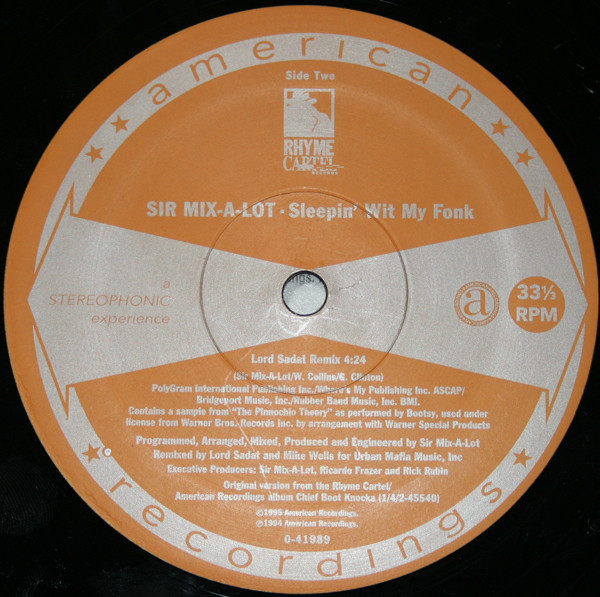 american
Side Two
RHYME
CARTEL
RECORDS
SIR MIX-A-LOT • Sleepin' Wit My Fonk
a
STEREOPHONIC
experience
AMERICAN
a
33⅓
RPM
Lord Sadat Remix 4:24
(Sir Mix-A-Lot/W. Collins/G. Clinton)
PolyGram International Publishing Inc./Where's My Publishing Inc. ASCAP/
Bridgeport Music, Inc./Rubber Band Music, Inc. BMI.
Contains a sample from "The Pinnochio Theory" as performed by Bootsy, used under
license from Warner Bros. Records Inc. by arrangement with Warner Special Products
Programmed, Arranged, Mixed, Produced and Engineered by Sir Mix-A-Lot
Remixed by Lord Sadat and Mike Wells for Urban Mafia Music, Inc
Executive Producers: Sir Mix-A-Lot, Ricardo Frazer and Rick Rubin
Original version from the Rhyme Cartel/
American Recordings album Chief Boot Knocka (1/4/2-45540)
℗1995 American Recordings.
℗1994 American Recordings.
0-41989
recordings